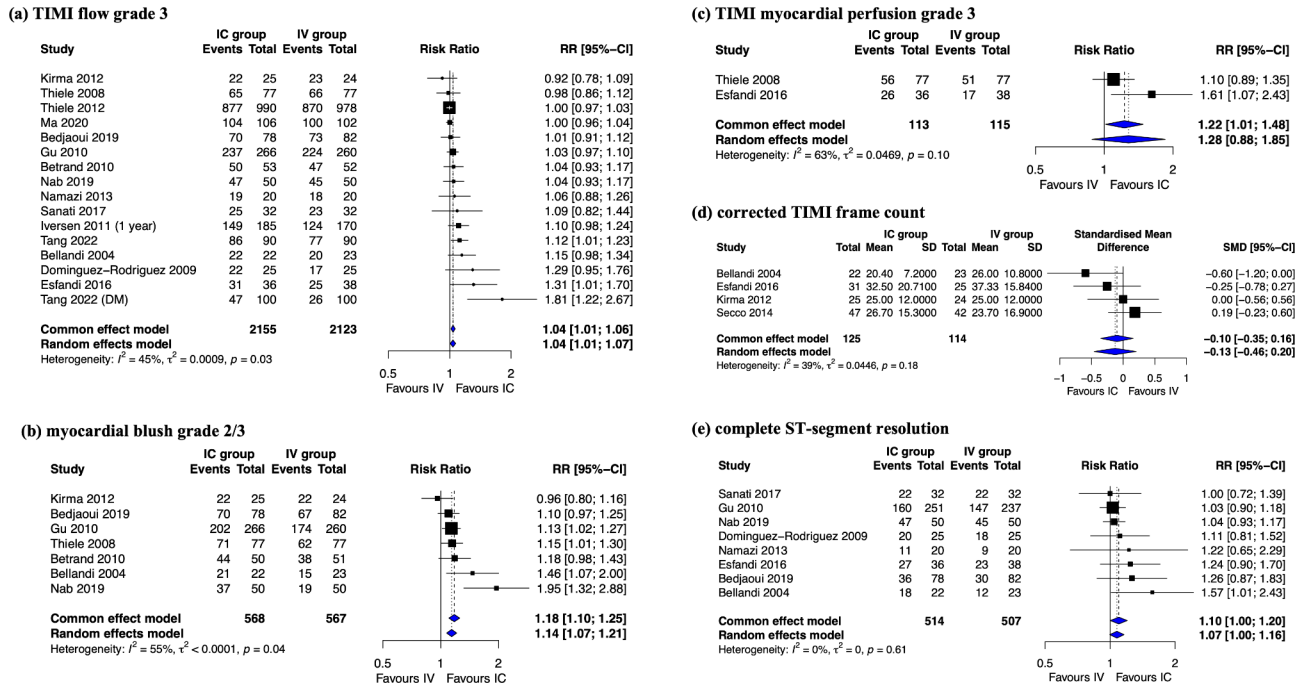 (a) TIMI flow grade 3
IC group IV group
Study Events Total Events Total Risk Ratio RR [95%−CI]
Kirma 2012 22 25 23 24 0.92 [0.78; 1.09]
Thiele 2008 65 77 66 77 0.98 [0.86; 1.12]
Thiele 2012 877 990 870 978 1.00 [0.97; 1.03]
Ma 2020 104 106 100 102 1.00 [0.96; 1.04]
Bedjaoui 2019 70 78 73 82 1.01 [0.91; 1.12]
Gu 2010 237 266 224 260 1.03 [0.97; 1.10]
Betrand 2010 50 53 47 52 1.04 [0.93; 1.17]
Nab 2019 47 50 45 50 1.04 [0.93; 1.17]
Namazi 2013 19 20 18 20 1.06 [0.88; 1.26]
Sanati 2017 25 32 23 32 1.09 [0.82; 1.44]
Iversen 2011 (1 year) 149 185 124 170 1.10 [0.98; 1.24]
Tang 2022 86 90 77 90 1.12 [1.01; 1.23]
Bellandi 2004 22 22 20 23 1.15 [0.98; 1.34]
Dominguez−Rodriguez 2009 22 25 17 25 1.29 [0.95; 1.76]
Esfandi 2016 31 36 25 38 1.31 [1.01; 1.70]
Tang 2022 (DM) 47 100 26 100 1.81 [1.22; 2.67]
Common effect model 2155 2123 1.04 [1.01; 1.06]
Random effects model 1.04 [1.01; 1.07]
Heterogeneity: I² = 45%, τ² = 0.0009, p = 0.03
0.5 1 2
Favours IV Favours IC
(b) myocardial blush grade 2/3
IC group IV group
Study Events Total Events Total Risk Ratio RR [95%−CI]
Kirma 2012 22 25 22 24 0.96 [0.80; 1.16]
Bedjaoui 2019 70 78 67 82 1.10 [0.97; 1.25]
Gu 2010 202 266 174 260 1.13 [1.02; 1.27]
Thiele 2008 71 77 62 77 1.15 [1.01; 1.30]
Betrand 2010 44 50 38 51 1.18 [0.98; 1.43]
Bellandi 2004 21 22 15 23 1.46 [1.07; 2.00]
Nab 2019 37 50 19 50 1.95 [1.32; 2.88]
Common effect model 568 567 1.18 [1.10; 1.25]
Random effects model 1.14 [1.07; 1.21]
Heterogeneity: I² = 55%, τ² < 0.0001, p = 0.04
0.5 1 2
Favours IV Favours IC
(c) TIMI myocardial perfusion grade 3
IC group IV group
Study Events Total Events Total Risk Ratio RR [95%−CI]
Thiele 2008 56 77 51 77 1.10 [0.89; 1.35]
Esfandi 2016 26 36 17 38 1.61 [1.07; 2.43]
Common effect model 113 115 1.22 [1.01; 1.48]
Random effects model 1.28 [0.88; 1.85]
Heterogeneity: I² = 63%, τ² = 0.0469, p = 0.10
1 2
Favours IV Favours IC
(d) corrected TIMI frame count
IC group IV group Standardised Mean
Study Total Mean SD Total Mean SD Difference SMD [95%−CI]
Bellandi 2004 22 20.40 7.2000 23 26.00 10.8000 −0.60 [−1.20; 0.00]
Esfandi 2016 31 32.50 20.7100 25 37.33 15.8400 −0.25 [−0.78; 0.27]
Kirma 2012 25 25.00 12.0000 24 25.00 12.0000 0.00 [−0.56; 0.56]
Secco 2014 47 26.70 15.3000 42 23.70 16.9000 0.19 [−0.23; 0.60]
Common effect model 125 114 −0.10 [−0.35; 0.16]
Random effects model −0.13 [−0.46; 0.20]
Heterogeneity: I² = 39%, τ² = 0.0446, p = 0.18
−1 −0.5 0 0.5 1
Favours IC Favours IV
(e) complete ST-segment resolution
IC group IV group
Study Events Total Events Total Risk Ratio RR [95%−CI]
Sanati 2017 22 32 22 32 1.00 [0.72; 1.39]
Gu 2010 160 251 147 237 1.03 [0.90; 1.18]
Nab 2019 47 50 45 50 1.04 [0.93; 1.17]
Dominguez−Rodriguez 2009 20 25 18 25 1.11 [0.81; 1.52]
Namazi 2013 11 20 9 20 1.22 [0.65; 2.29]
Esfandi 2016 27 36 23 38 1.24 [0.90; 1.70]
Bedjaoui 2019 36 78 30 82 1.26 [0.87; 1.83]
Bellandi 2004 18 22 12 23 1.57 [1.01; 2.43]
Common effect model 514 507 1.10 [1.00; 1.20]
Random effects model 1.07 [1.00; 1.16]
Heterogeneity: I² = 0%, τ² = 0, p = 0.61
0.5 1 2
Favours IV Favours IC